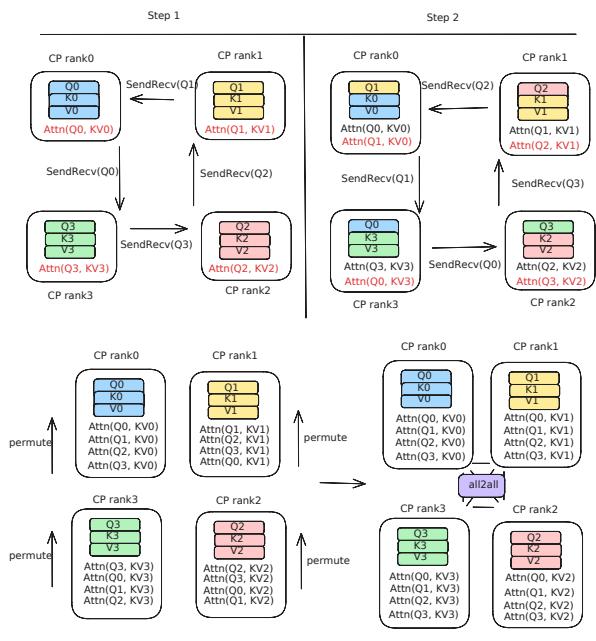 Step 1
Step 2
CP rank0
CP rank1
Q0
K0
V0
Attn(Q0, KV0)
SendRecv(Q1)
Q1
K1
V1
Attn(Q1, KV1)
SendRecv(Q0)
SendRecv(Q2)
Q3
K3
V3
Attn(Q3, KV3)
SendRecv(Q3)
Q2
K2
V2
Attn(Q2, KV2)
CP rank3
CP rank2
CP rank0
CP rank1
Q1
K0
V0
Attn(Q0, KV0)
Attn(Q1, KV0)
SendRecv(Q2)
Q2
K1
V1
Attn(Q1, KV1)
Attn(Q2, KV1)
SendRecv(Q1)
SendRecv(Q3)
Q0
K3
V3
Attn(Q3, KV3)
Attn(Q0, KV3)
SendRecv(Q0)
Q3
K2
V2
Attn(Q2, KV2)
Attn(Q3, KV2)
CP rank3
CP rank2
CP rank0
CP rank1
permute
Q0
K0
V0
Attn(Q0, KV0)
Attn(Q1, KV0)
Attn(Q2, KV0)
Attn(Q3, KV0)
Q1
K1
V1
Attn(Q1, KV1)
Attn(Q2, KV1)
Attn(Q3, KV1)
Attn(Q0, KV1)
permute
CP rank3
CP rank2
permute
Q3
K3
V3
Attn(Q3, KV3)
Attn(Q0, KV3)
Attn(Q1, KV3)
Attn(Q2, KV3)
Q2
K2
V2
Attn(Q2, KV2)
Attn(Q3, KV2)
Attn(Q0, KV2)
Attn(Q1, KV2)
permute
CP rank0
CP rank1
Q0
K0
V0
Attn(Q0, KV0)
Attn(Q1, KV0)
Attn(Q2, KV0)
Attn(Q3, KV0)
Q1
K1
V1
Attn(Q0, KV1)
Attn(Q1, KV1)
Attn(Q2, KV1)
Attn(Q3, KV1)
all2all
CP rank3
CP rank2
Q3
K3
V3
Attn(Q0, KV3)
Attn(Q1, KV3)
Attn(Q2, KV3)
Attn(Q3, KV3)
Q2
K2
V2
Attn(Q0, KV2)
Attn(Q1, KV2)
Attn(Q2, KV2)
Attn(Q3, KV2)